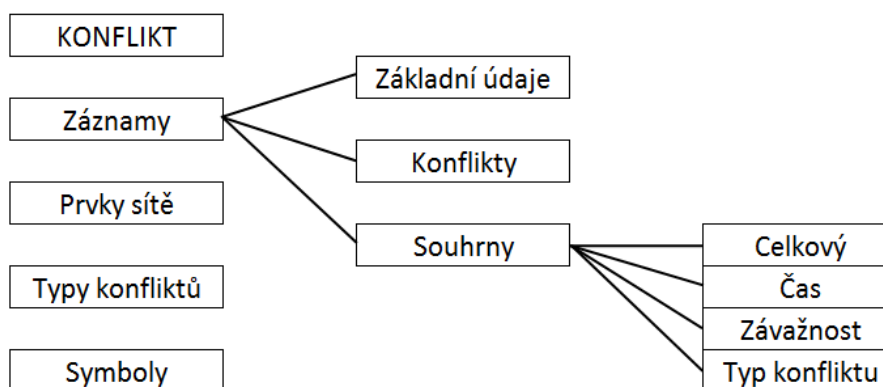 KONFLIKT
Záznamy
Prvky sítě
Typy konfliktů
Symboly
Základní údaje
Konflikty
Souhrny
Celkový
Čas
Závažnost
Typ konfliktu